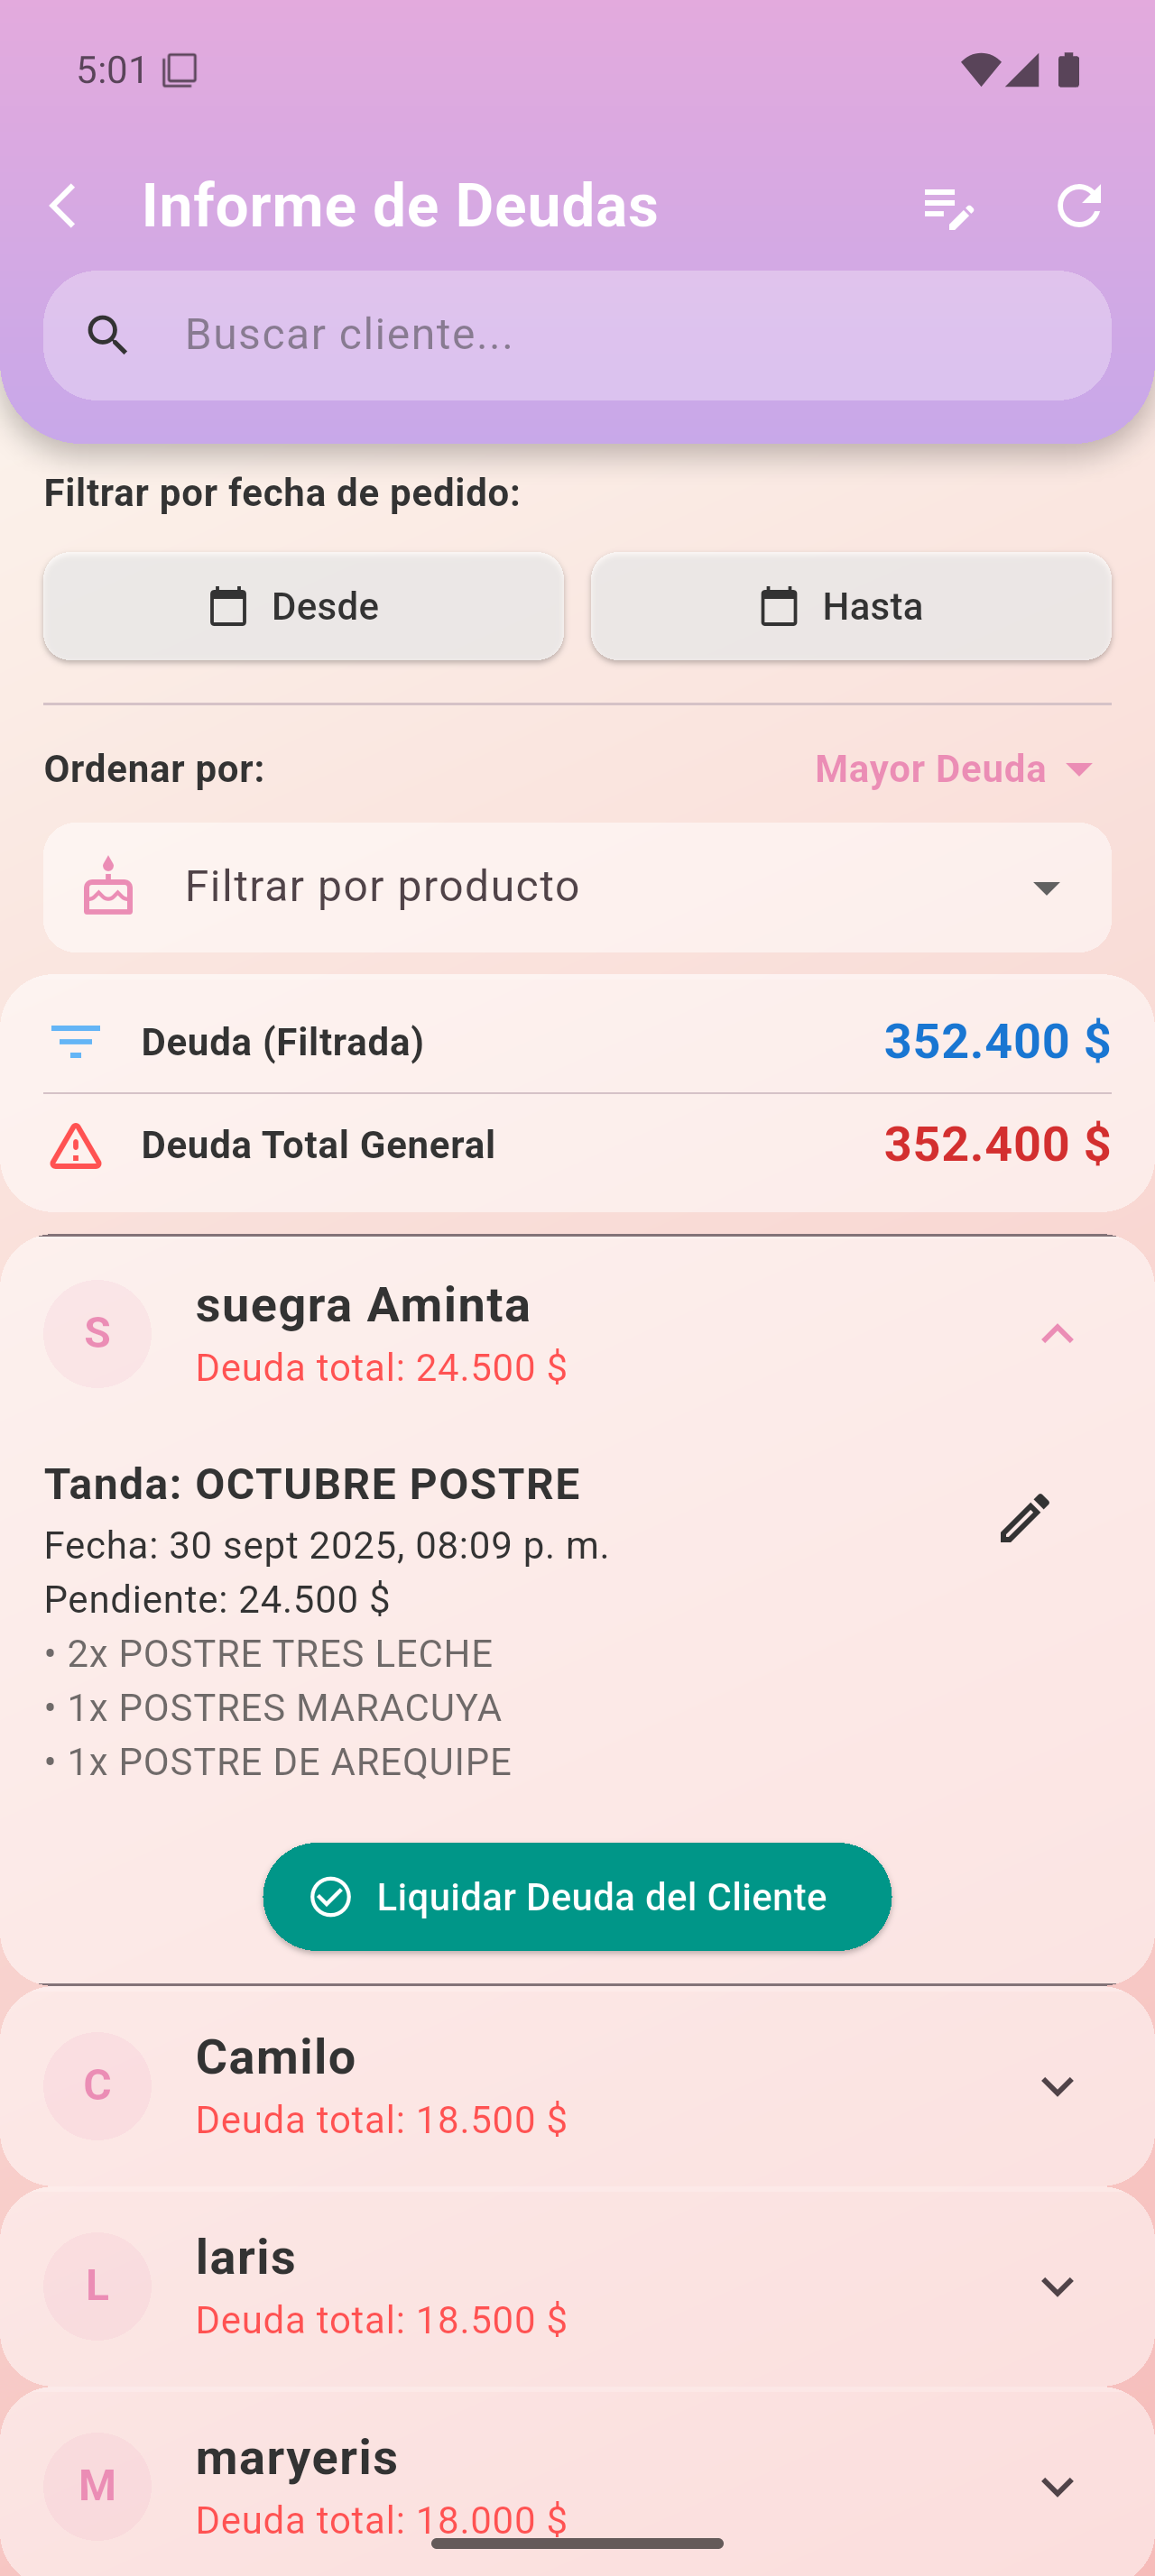 5:01
Informe de Deudas
Buscar cliente...
Filtrar por fecha de pedido:
Desde
Hasta
Ordenar por:
Mayor Deuda
Filtrar por producto
Deuda (Filtrada)
352.400 $
Deuda Total General
352.400 $
S
suegra Aminta
Deuda total: 24.500 $
Tanda: OCTUBRE POSTRE
Fecha: 30 sept 2025, 08:09 p. m.
Pendiente: 24.500 $
• 2x POSTRE TRES LECHE
• 1x POSTRES MARACUYA
• 1x POSTRE DE AREQUIPE
Liquidar Deuda del Cliente
C
Camilo
Deuda total: 18.500 $
L
laris
Deuda total: 18.500 $
M
maryeris
Deuda total: 18.000 $